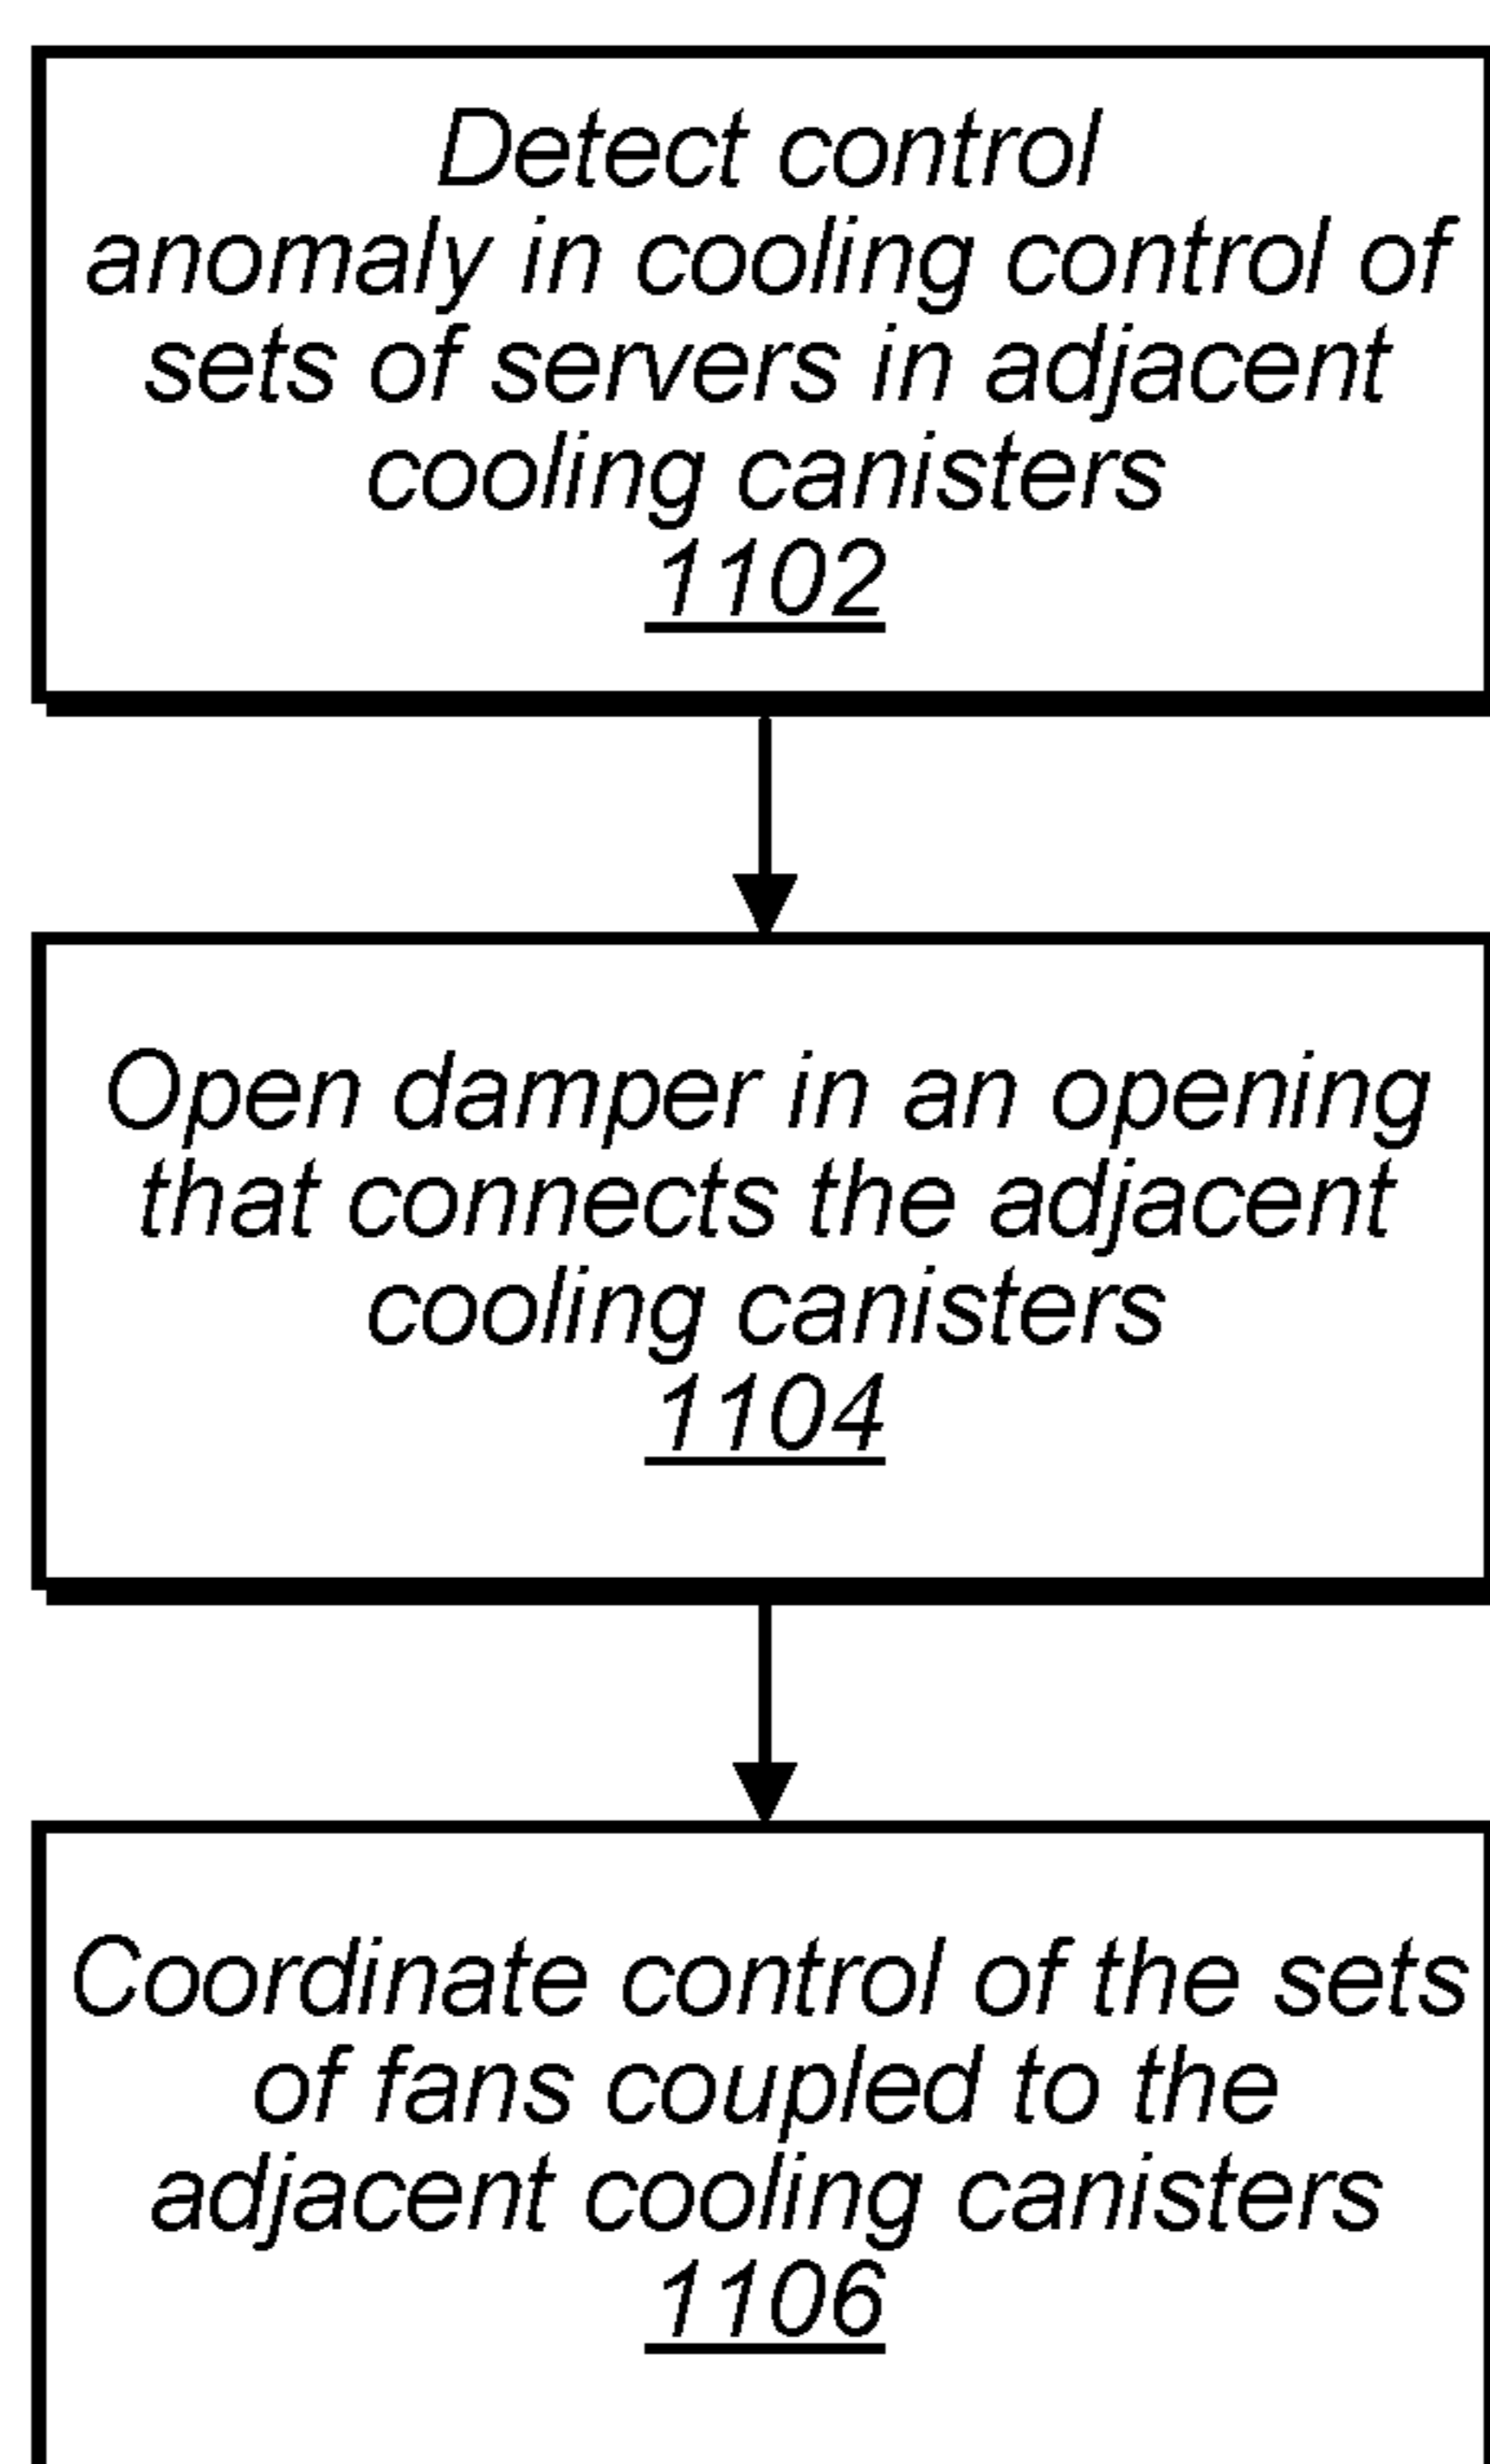 Detect control
anomaly in cooling control of
sets of servers in adjacent
cooling canisters
1102
Open damper in an opening
that connects the adjacent
cooling canisters
1104
Coordinate control of the sets
of fans coupled to the
adjacent cooling canisters
1106